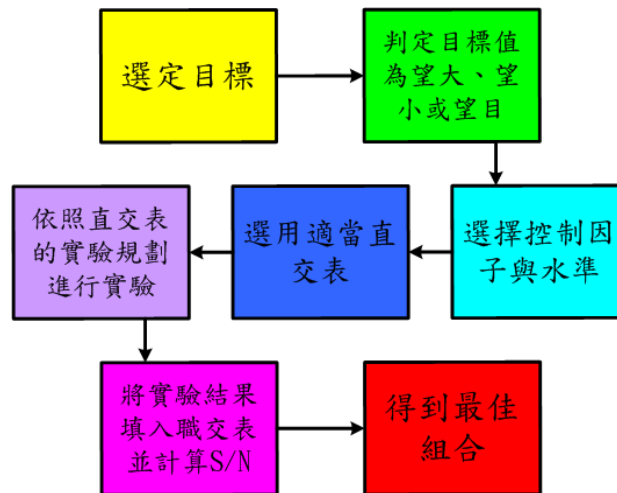 選定目標
判定目標值
為望大、望
小或望目
選擇控制因
子與水準
選用適當直
交表
依照直交表
的實驗規劃
進行實驗
將實驗結果
填入職交表
並計算S/N
得到最佳
組合